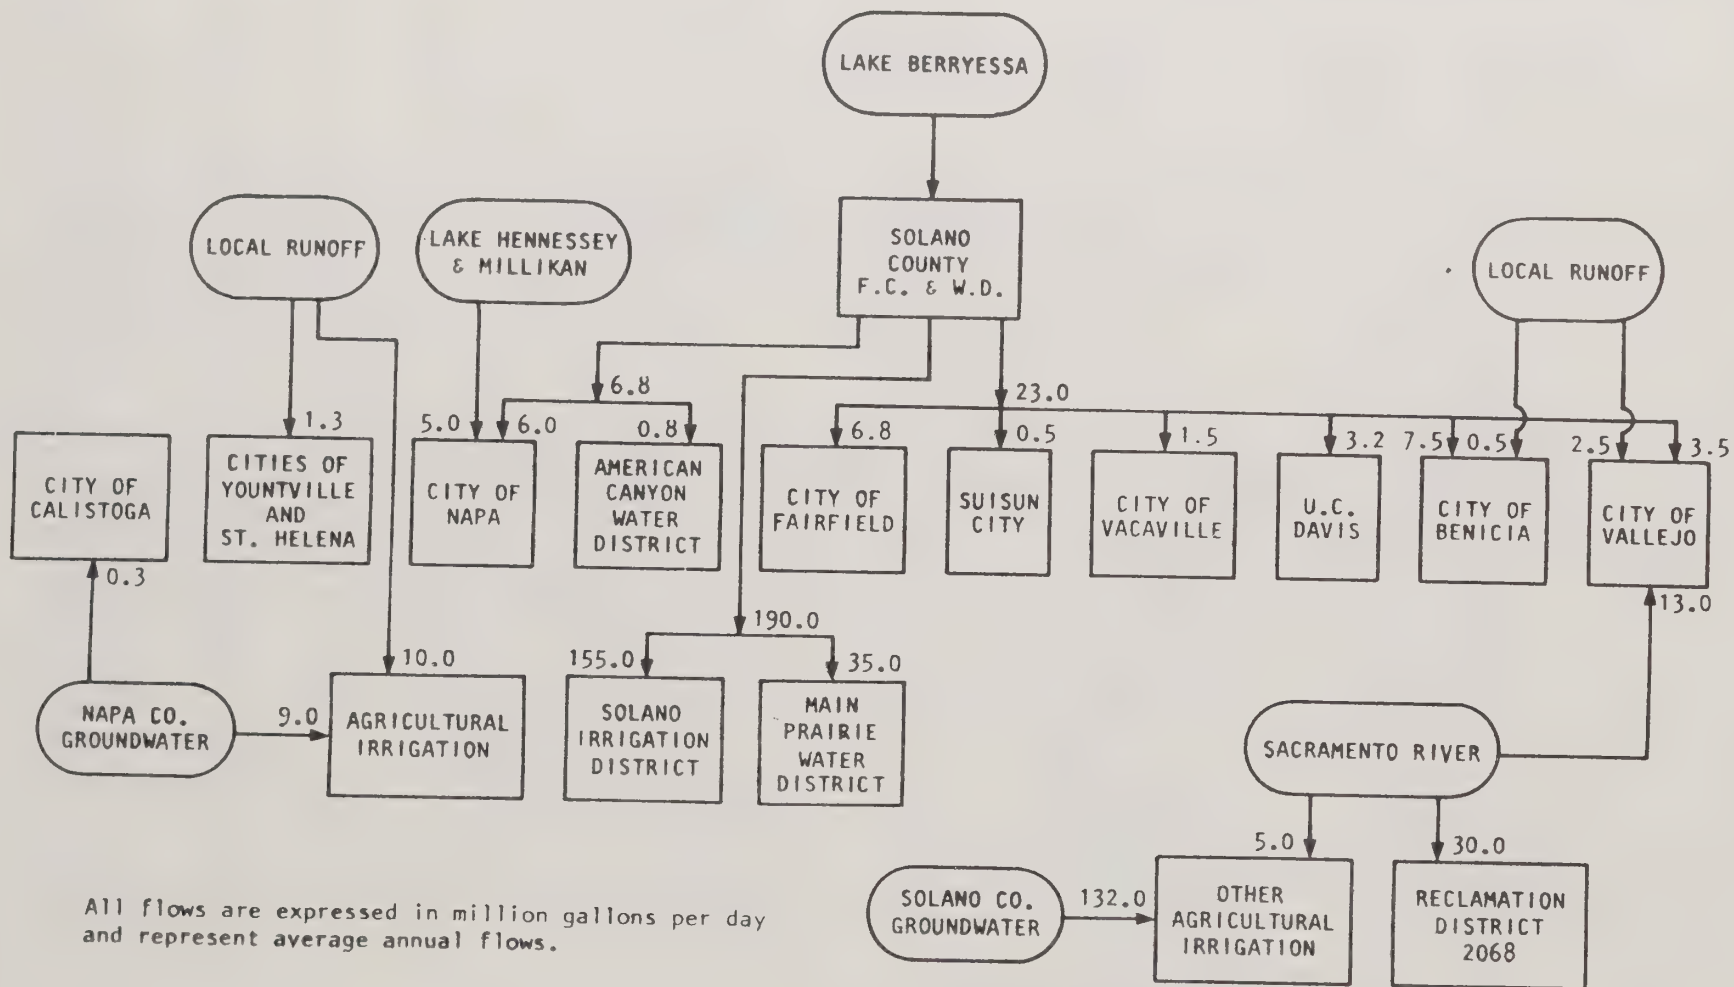 LAKE BERRYESSA
LOCAL RUNOFF
LAKE HENNESSEY
& MILLIKAN
SOLANO
COUNTY
F.C. & W.D.
LOCAL RUNOFF
6.8
23.0
1.3
5.0
6.0
0.8
6.8
0.5
1.5
3.2
7.5
0.5
2.5
3.5
CITY OF
CALISTOGA
CITIES OF
YOUNTVILLE
AND
ST. HELENA
CITY OF
NAPA
AMERICAN
CANYON
WATER
DISTRICT
CITY OF
FAIRFIELD
SUISUN
CITY
CITY OF
VACAVILLE
U.C.
DAVIS
CITY OF
BENICIA
CITY OF
VALLEJO
0.3
13.0
190.0
10.0
155.0
35.0
NAPA CO.
GROUNDWATER
9.0
AGRICULTURAL
IRRIGATION
SOLANO
IRRIGATION
DISTRICT
MAIN
PRAIRIE
WATER
DISTRICT
SACRAMENTO RIVER
5.0
30.0
SOLANO CO.
GROUNDWATER
132.0
OTHER
AGRICULTURAL
IRRIGATION
RECLAMATION
DISTRICT
2068
All flows are expressed in million gallons per day
and represent average annual flows.